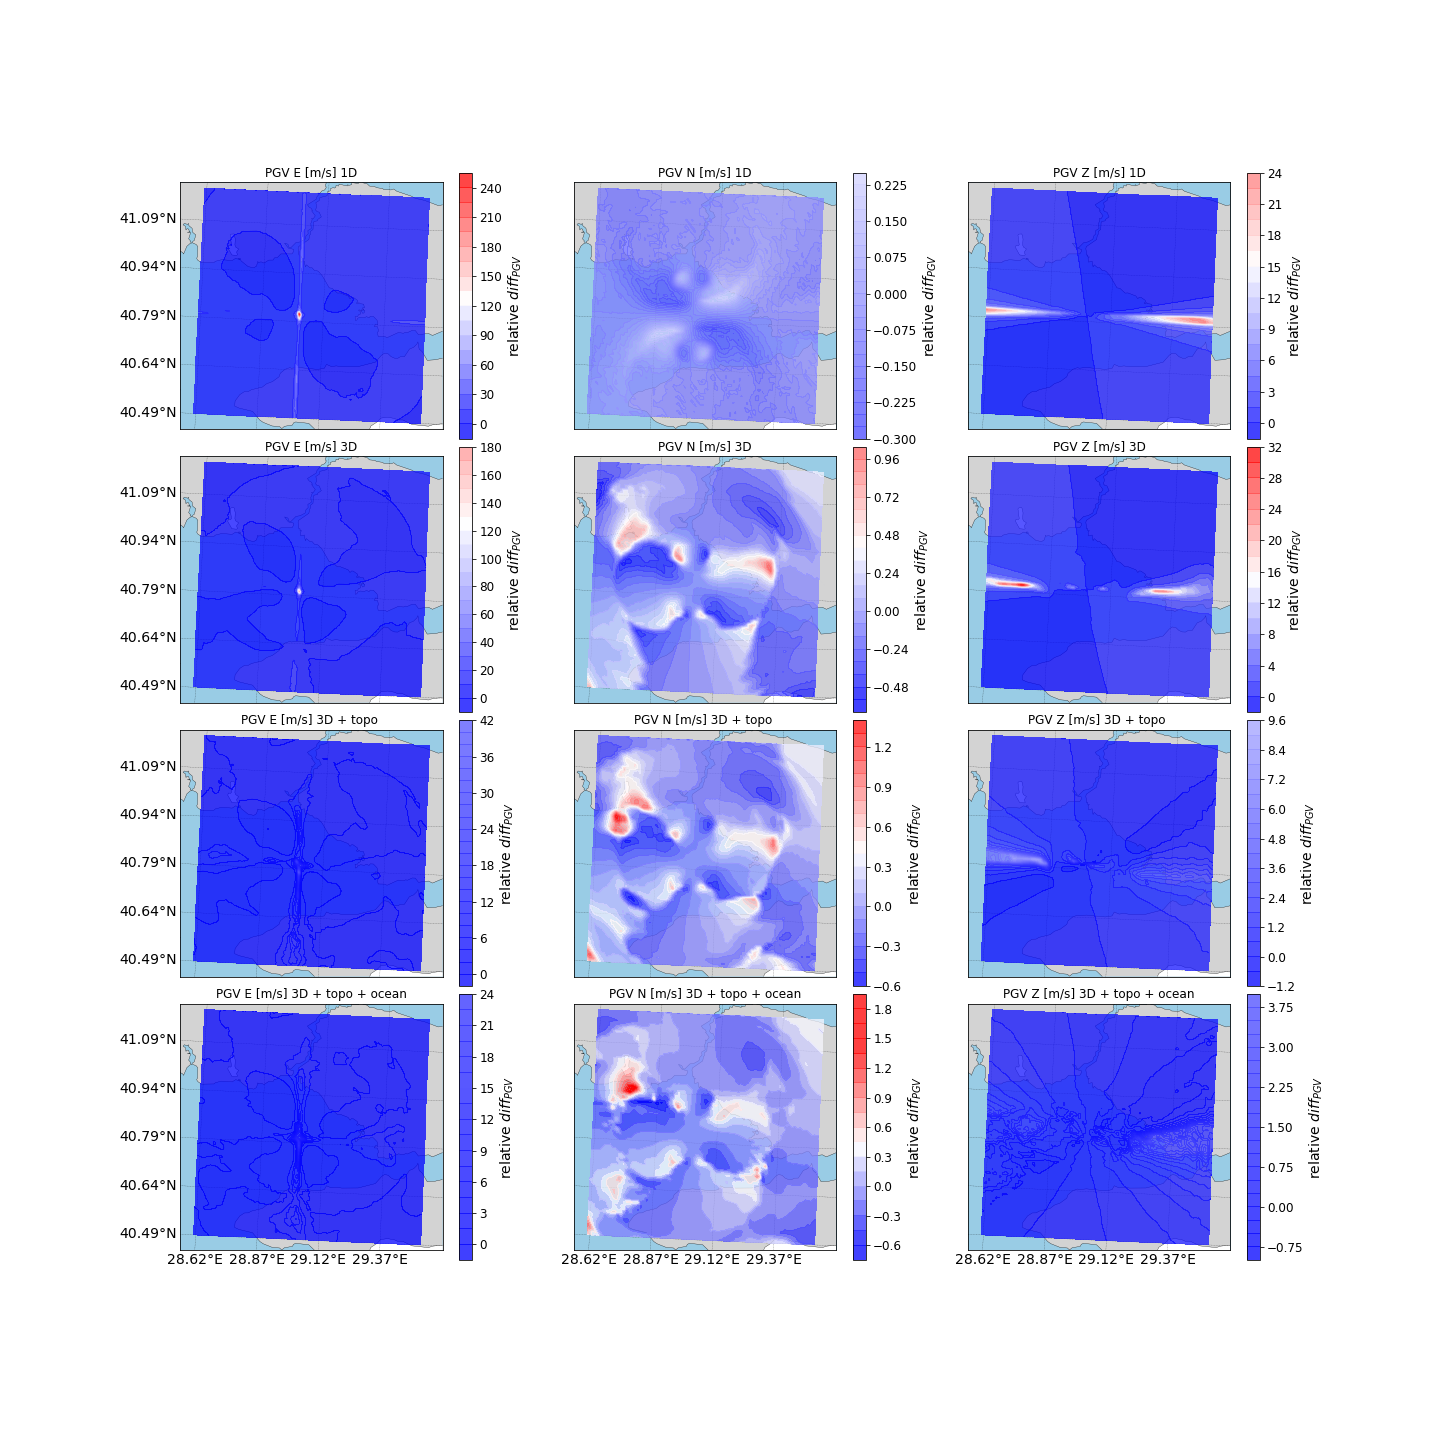 PGV E [m/s] 1D
41.09°N
40.94°N
40.79°N
40.64°N
40.49°N
240
210
180
150
120
90
60
30
0
relative diff_PGV
PGV N [m/s] 1D
0.225
0.150
0.075
0.000
−0.075
−0.150
−0.225
−0.300
relative diff_PGV
PGV Z [m/s] 1D
24
21
18
15
12
9
6
3
0
relative diff_PGV
PGV E [m/s] 3D
41.09°N
40.94°N
40.79°N
40.64°N
40.49°N
180
160
140
120
100
80
60
40
20
0
relative diff_PGV
PGV N [m/s] 3D
0.96
0.72
0.48
0.24
0.00
−0.24
−0.48
relative diff_PGV
PGV Z [m/s] 3D
32
28
24
20
16
12
8
4
0
relative diff_PGV
PGV E [m/s] 3D + topo
41.09°N
40.94°N
40.79°N
40.64°N
40.49°N
42
36
30
24
18
12
6
0
relative diff_PGV
PGV N [m/s] 3D + topo
1.2
0.9
0.6
0.3
0.0
−0.3
−0.6
relative diff_PGV
PGV Z [m/s] 3D + topo
9.6
8.4
7.2
6.0
4.8
3.6
2.4
1.2
0.0
−1.2
relative diff_PGV
PGV E [m/s] 3D + topo + ocean
41.09°N
40.94°N
40.79°N
40.64°N
40.49°N
28.62°E 28.87°E 29.12°E 29.37°E
24
21
18
15
12
9
6
3
0
relative diff_PGV
PGV N [m/s] 3D + topo + ocean
28.62°E 28.87°E 29.12°E 29.37°E
1.8
1.5
1.2
0.9
0.6
0.3
0.0
−0.3
−0.6
relative diff_PGV
PGV Z [m/s] 3D + topo + ocean
28.62°E 28.87°E 29.12°E 29.37°E
3.75
3.00
2.25
1.50
0.75
0.00
−0.75
relative diff_PGV